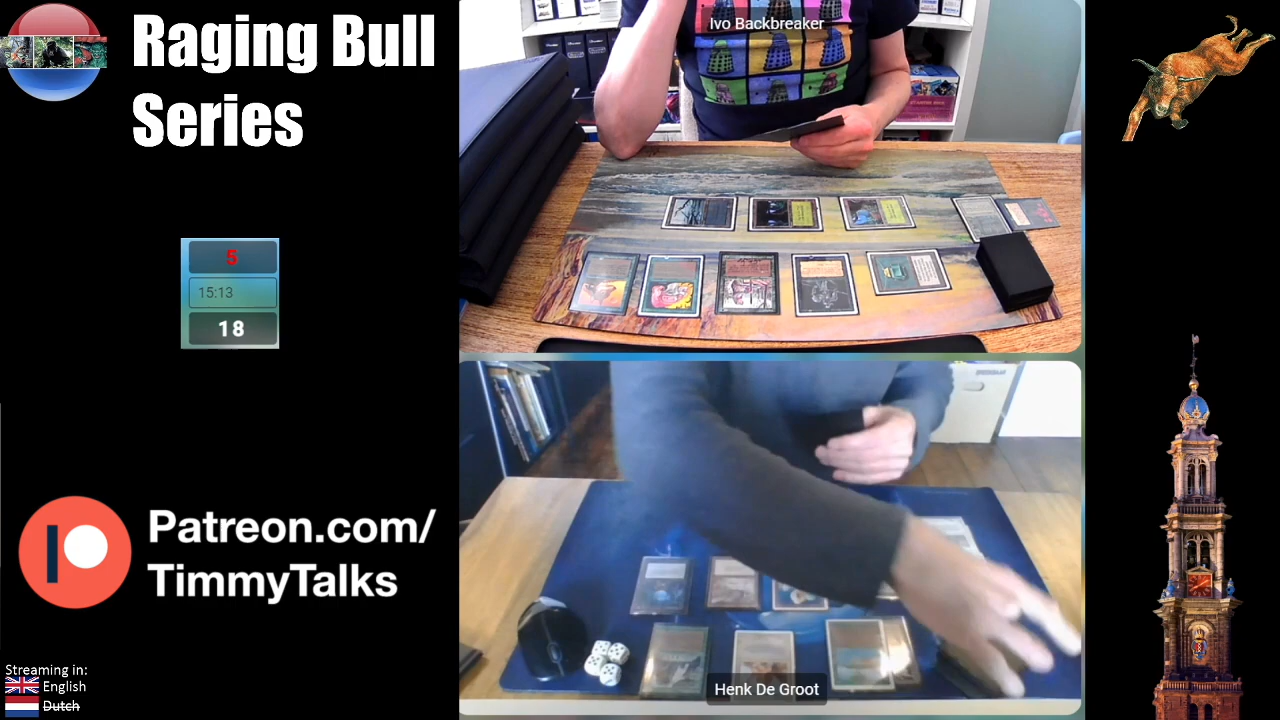 Raging Bull
Series
5
15:13
18
Patreon.com/
TimmyTalks
Streaming in:
English
Dutch
Ivo Backbreaker
Henk De Groot